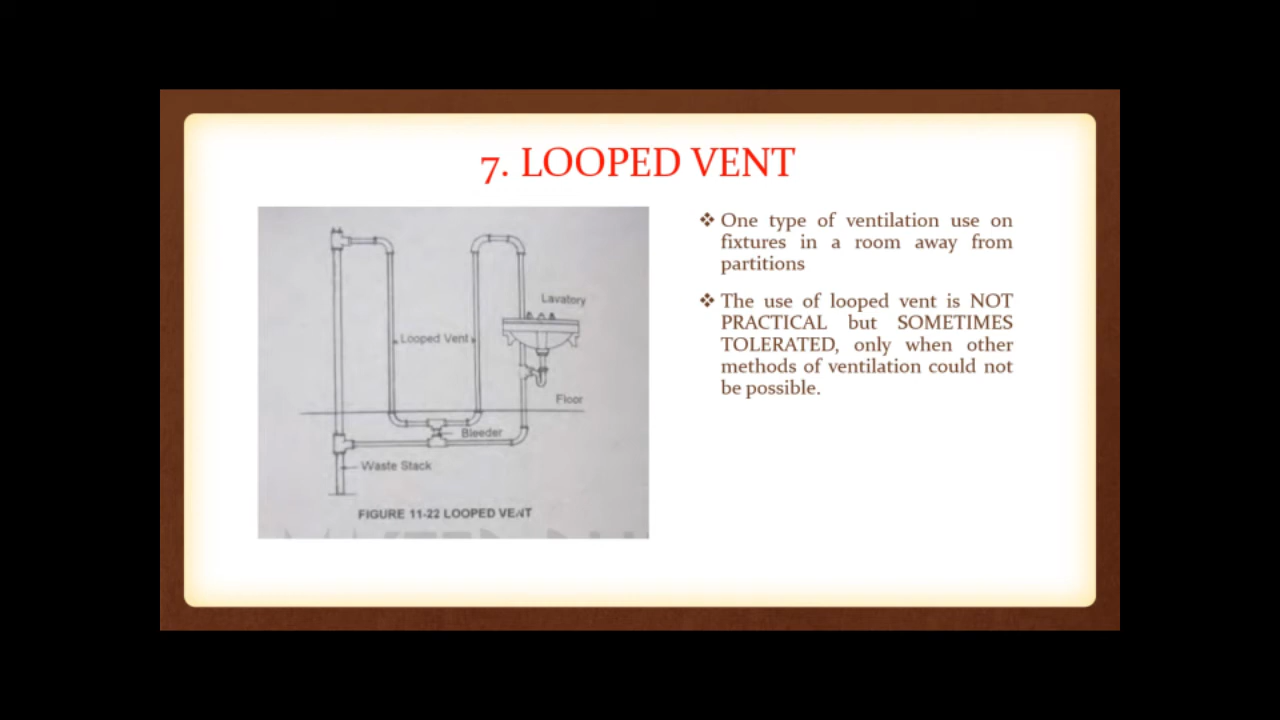 7. LOOPED VENT
Lavatory
Looped Vent
Floor
Bleeder
Waste Stack
FIGURE 11-22 LOOPED VENT
❖ One type of ventilation use on
fixtures in a room away from
partitions
❖ The use of looped vent is NOT
PRACTICAL but SOMETIMES
TOLERATED, only when other
methods of ventilation could not
be possible.